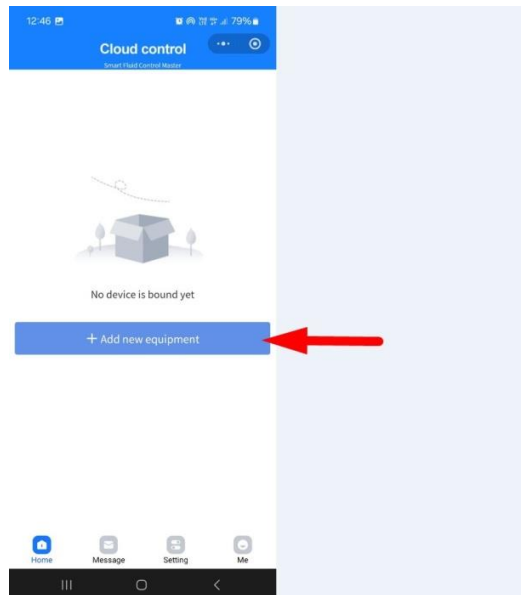 12:46
79%
Cloud control
Smart Fluid Control Master
No device is bound yet
+ Add new equipment
Home
Message
Setting
Me